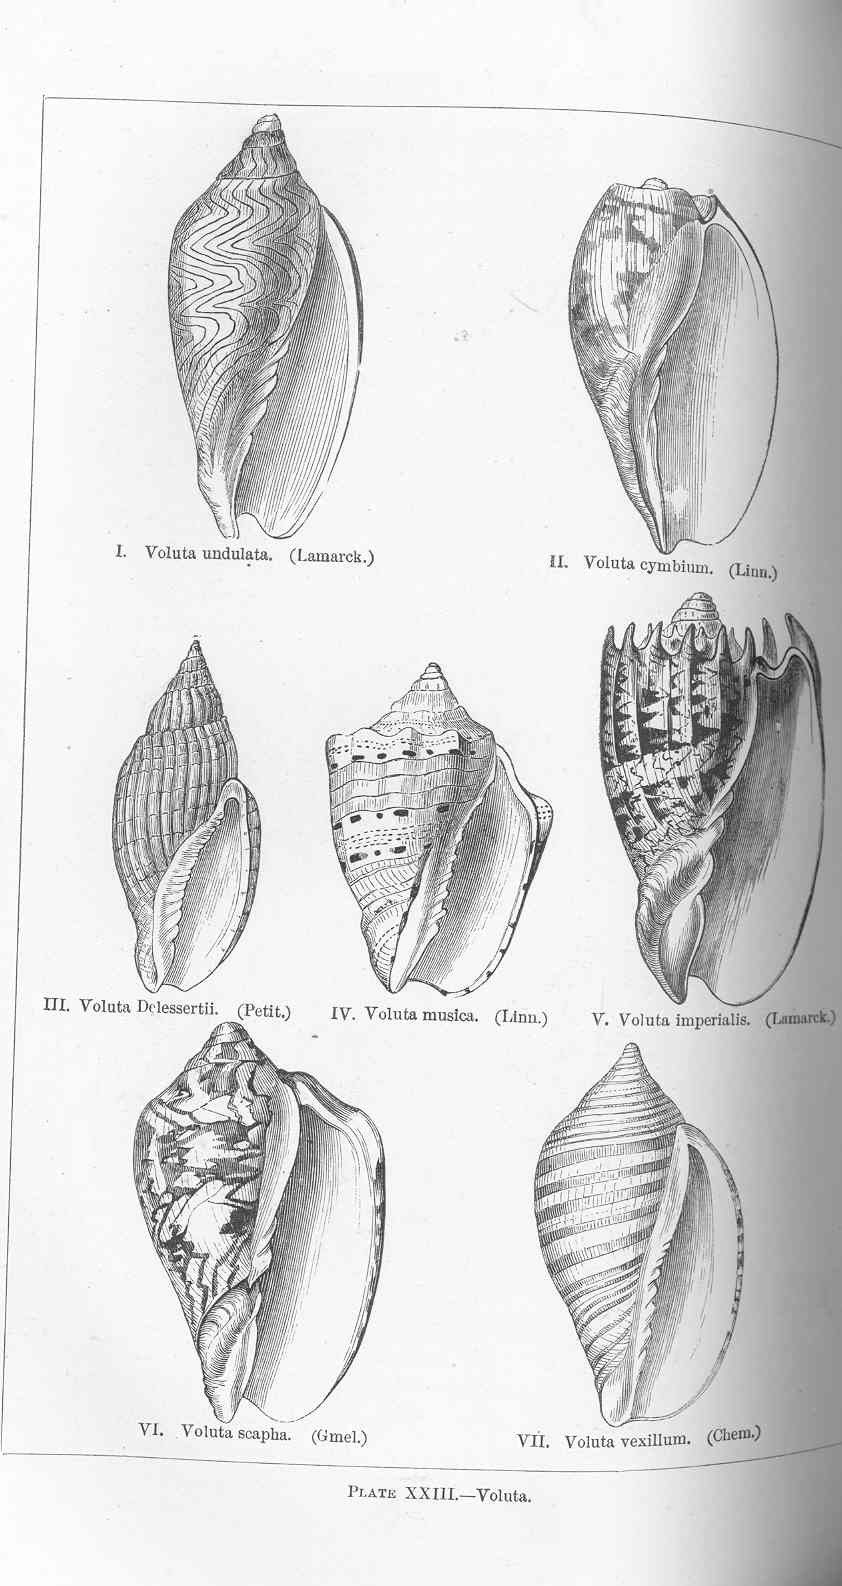 I. Voluta undulata. (Lamarck.)
II. Voluta cymbium. (Linn.)
III. Voluta Delessertii. (Petit.)
IV. Voluta musica. (Linn.)
V. Voluta imperialis. (Lamarck.)
VI. Voluta scapha. (Gmel.)
VII. Voluta vexillum. (Chem.)
PLATE XXIII.—Voluta.